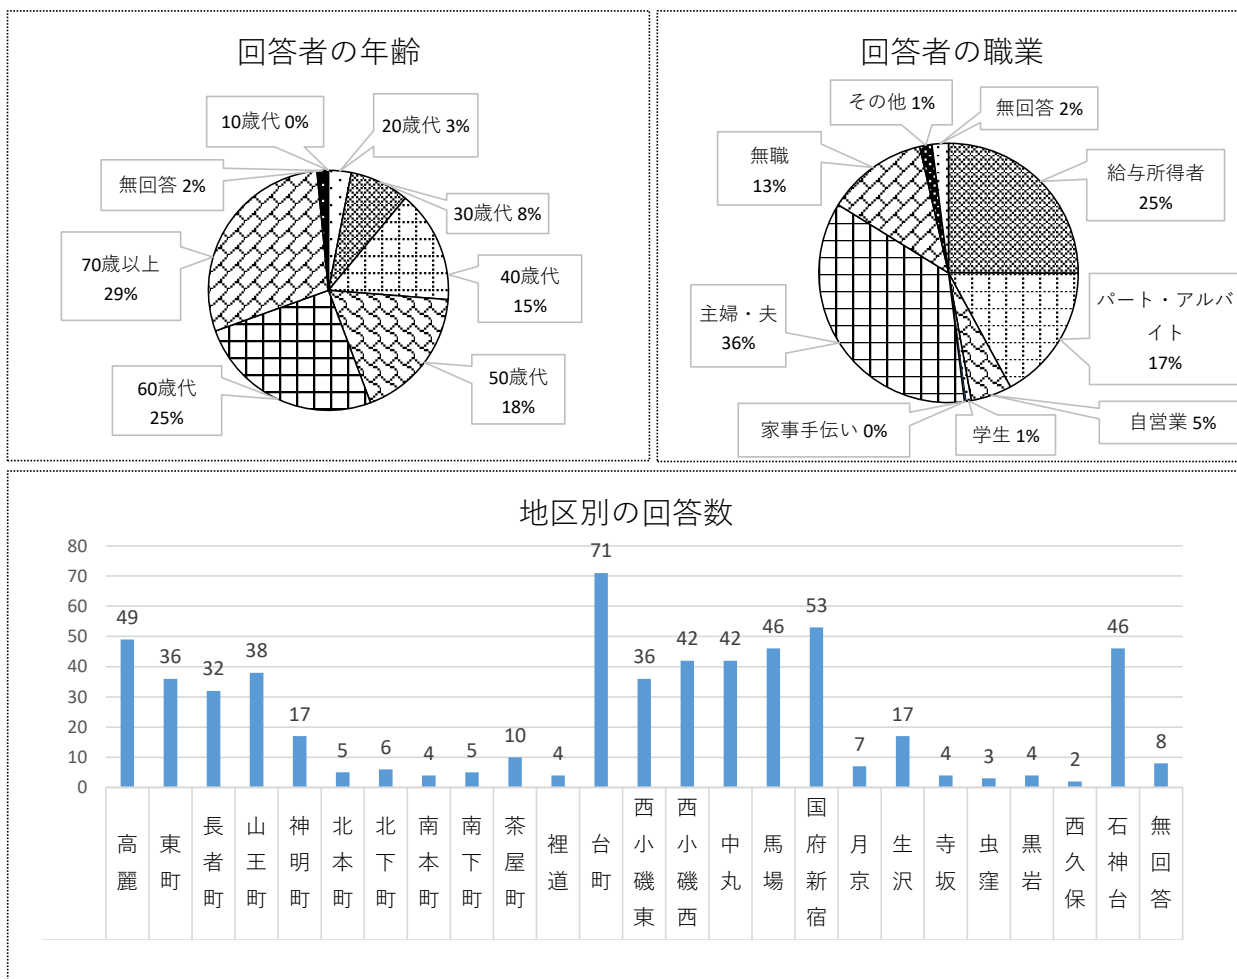 回答者の年齢
10歳代 0%
20歳代 3%
無回答 2%
30歳代 8%
70歳以上
29%
40歳代
15%
60歳代
25%
50歳代
18%
回答者の職業
その他 1%
無回答 2%
無職
13%
給与所得者
25%
主婦・夫
36%
パート・アルバ
イト
17%
家事手伝い 0%
学生 1%
自営業 5%
地区別の回答数
80
70
60
50
40
30
20
10
0
49
36
32
38
17
5
6
4
5
10
4
71
36
42
42
46
53
7
17
4
3
4
2
46
8
高麗
東町
長者町
山王町
神明町
北本町
北下町
南本町
南下町
茶屋町
裡道
台町
西小磯東
西小磯西
中丸
馬場
国府新宿
月京
生沢
寺坂
虫窪
黒岩
西久保
石神台
無回答